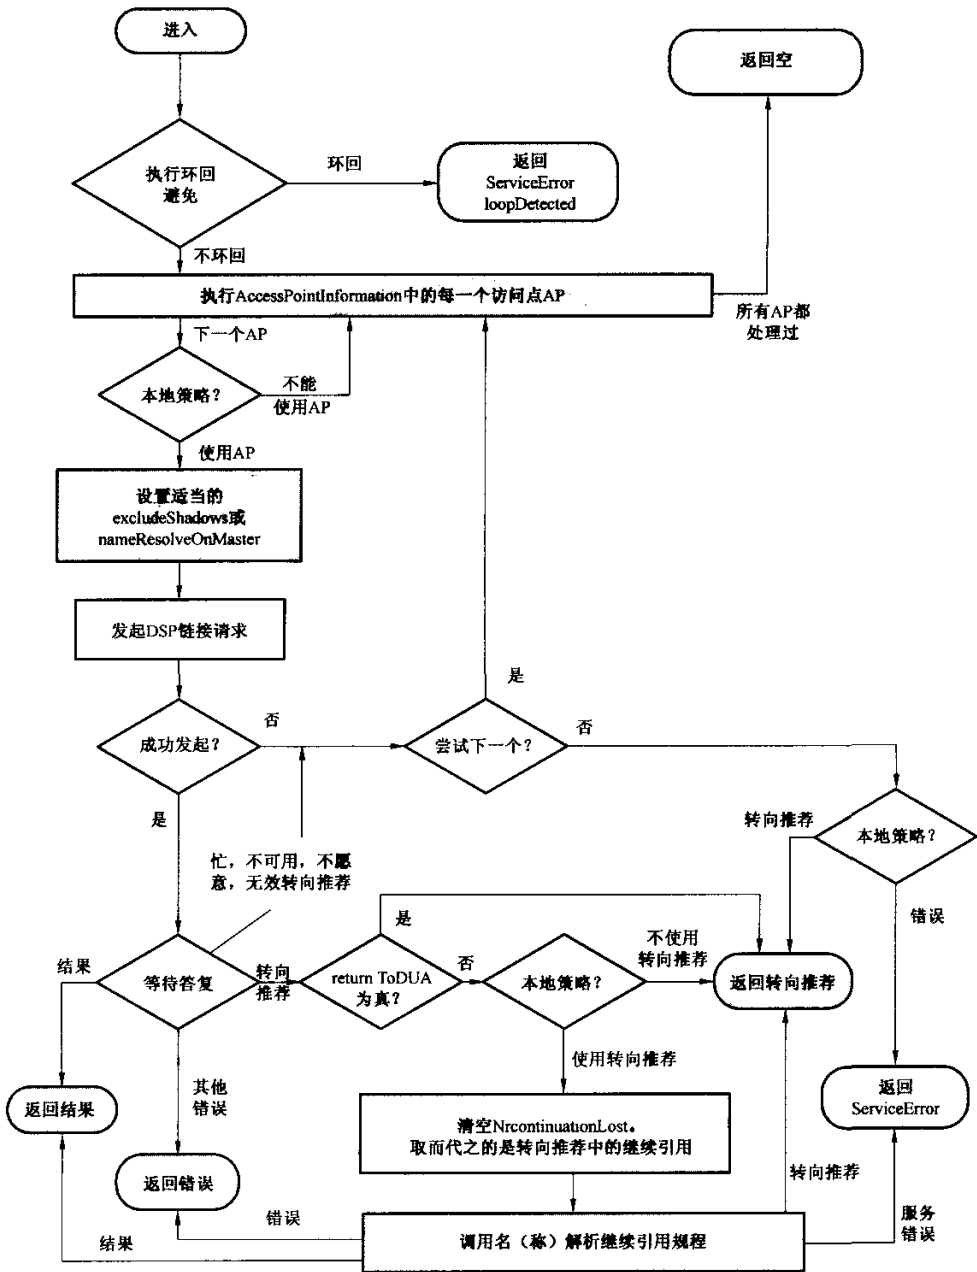 进入
返回空
执行环回
避免
环回
返回
ServiceError
loopDetected
不环回
执行AccessPointInformation中的每一个访问点AP
所有AP都
处理过
下一个AP
本地策略？
不能
使用AP
使用AP
设置适当的
excludeShadows或
nameResolveOnMaster
发起DSP链接请求
是
成功发起？
否
尝试下一个？
否
是
转向推荐
本地策略？
忙，不可用，不愿
意，无效转向推荐
错误
是
不使用
转向推荐
结果
等待答复
转向
推荐
return ToDUA
为真？
否
本地策略？
返回转向推荐
使用转向推荐
其他
错误
返回结果
返回
ServiceError
清空NrcontinuationLost。
取而代之的是转向推荐中的继续引用
转向推荐
返回错误
错误
结果
调用名（称）解析继续引用规程
服务
错误